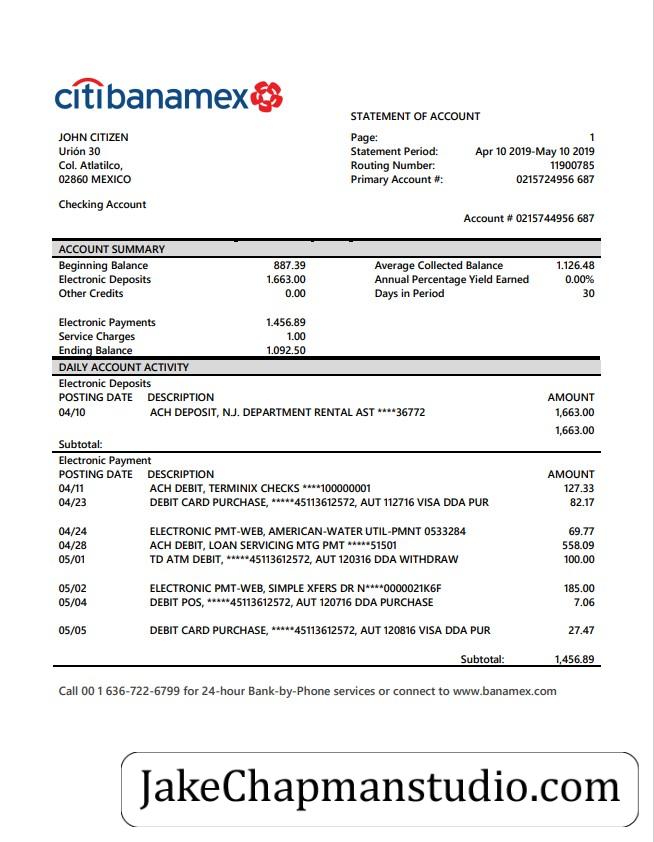 citibanamex
STATEMENT OF ACCOUNT
JOHN CITIZEN
Urión 30
Col. Atlatilco,
02860 MEXICO
Page: 1
Statement Period: Apr 10 2019-May 10 2019
Routing Number: 11900785
Primary Account #: 0215724956 687
Checking Account
Account # 0215744956 687
ACCOUNT SUMMARY
Beginning Balance 887.39 Average Collected Balance 1.126.48
Electronic Deposits 1.663.00 Annual Percentage Yield Earned 0.00%
Other Credits 0.00 Days in Period 30
Electronic Payments 1.456.89
Service Charges 1.00
Ending Balance 1.092.50
DAILY ACCOUNT ACTIVITY
Electronic Deposits
POSTING DATE DESCRIPTION AMOUNT
04/10 ACH DEPOSIT, N.J. DEPARTMENT RENTAL AST ****36772 1,663.00
1,663.00
Subtotal:
Electronic Payment
POSTING DATE DESCRIPTION AMOUNT
04/11 ACH DEBIT, TERMINIX CHECKS ****100000001 127.33
04/23 DEBIT CARD PURCHASE, *****45113612572, AUT 112716 VISA DDA PUR 82.17
04/24 ELECTRONIC PMT-WEB, AMERICAN-WATER UTIL-PMNT 0533284 69.77
04/28 ACH DEBIT, LOAN SERVICING MTG PMT *****51501 558.09
05/01 TD ATM DEBIT, *****45113612572, AUT 120316 DDA WITHDRAW 100.00
05/02 ELECTRONIC PMT-WEB, SIMPLE XFERS DR N****0000021K6F 185.00
05/04 DEBIT POS, *****45113612572, AUT 120716 DDA PURCHASE 7.06
05/05 DEBIT CARD PURCHASE, *****45113612572, AUT 120816 VISA DDA PUR 27.47
Subtotal: 1,456.89
Call 00 1 636-722-6799 for 24-hour Bank-by-Phone services or connect to www.banamex.com
JakeChapmanstudio.com